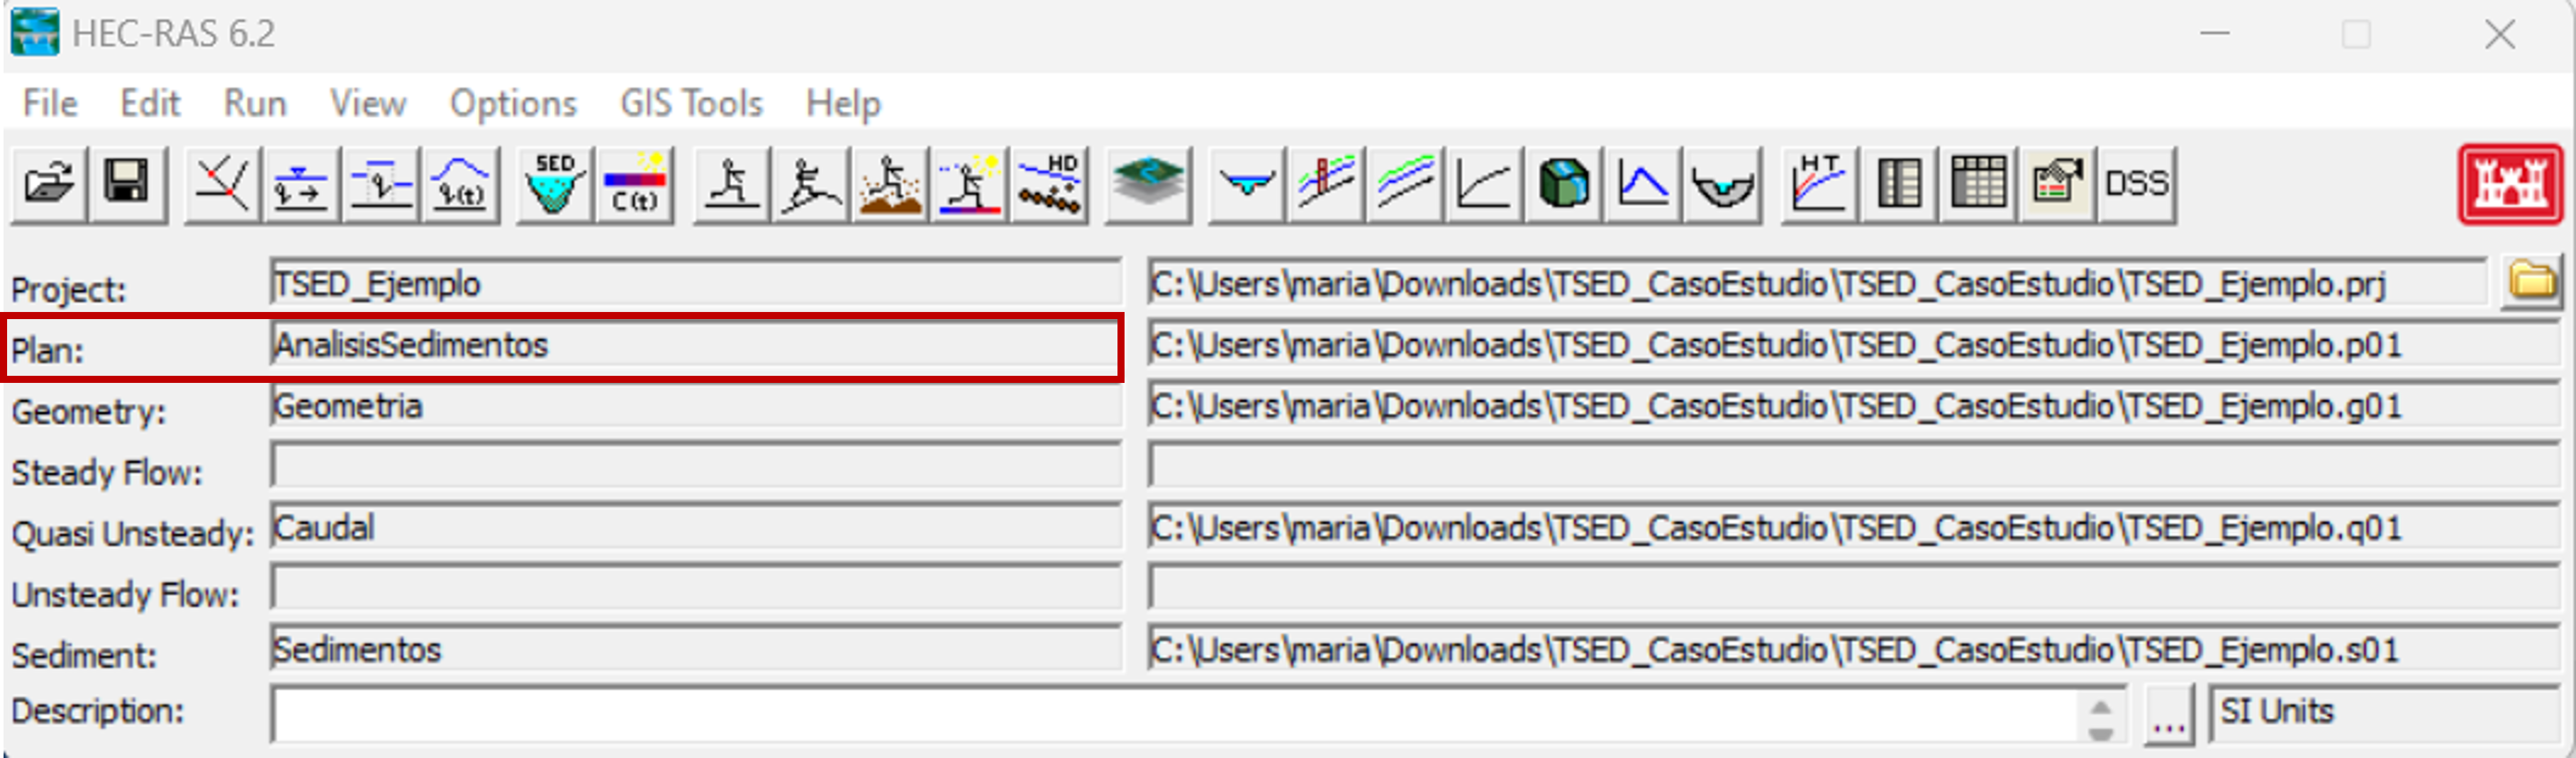 HEC-RAS 6.2
File Edit Run View Options GIS Tools Help
SED C(t) HD H T DSS
Project: TSED_Ejemplo C:\Users\maria\Downloads\TSED_CasoEstudio\TSED_CasoEstudio\TSED_Ejemplo.prj
Plan: AnalisisSedimentos C:\Users\maria\Downloads\TSED_CasoEstudio\TSED_CasoEstudio\TSED_Ejemplo.p01
Geometry: Geometria C:\Users\maria\Downloads\TSED_CasoEstudio\TSED_CasoEstudio\TSED_Ejemplo.g01
Steady Flow:
Quasi Unsteady: Caudal C:\Users\maria\Downloads\TSED_CasoEstudio\TSED_CasoEstudio\TSED_Ejemplo.q01
Unsteady Flow:
Sediment: Sedimentos C:\Users\maria\Downloads\TSED_CasoEstudio\TSED_CasoEstudio\TSED_Ejemplo.s01
Description: ... SI Units